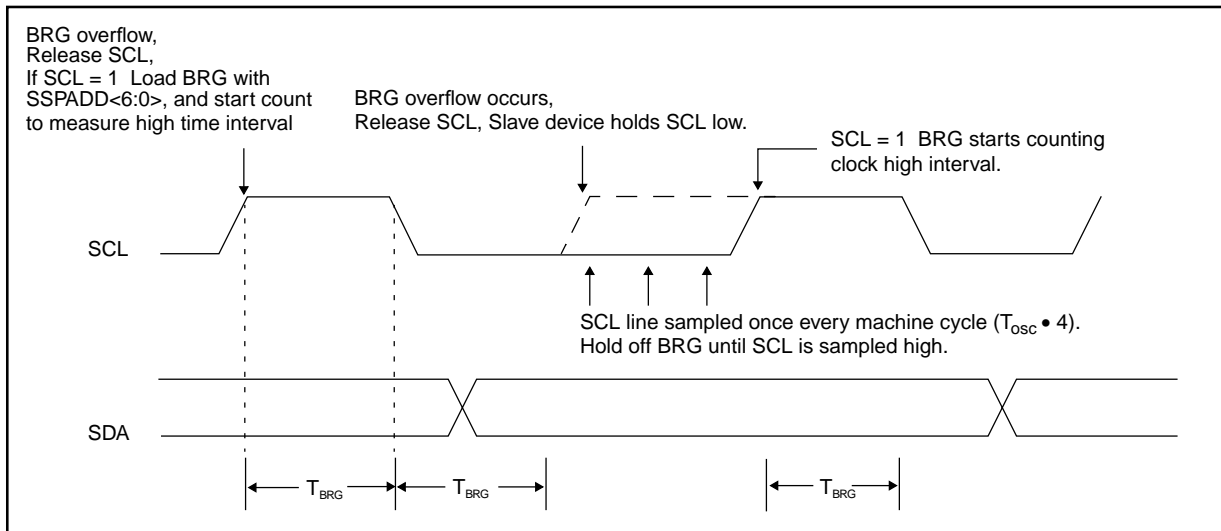 BRG overflow,
Release SCL,
If SCL = 1 Load BRG with
SSPADD<6:0>, and start count
to measure high time interval
BRG overflow occurs,
Release SCL, Slave device holds SCL low.
SCL = 1 BRG starts counting
clock high interval.
SCL
SCL line sampled once every machine cycle (Tosc • 4).
Hold off BRG until SCL is sampled high.
SDA
TBRG
TBRG
TBRG